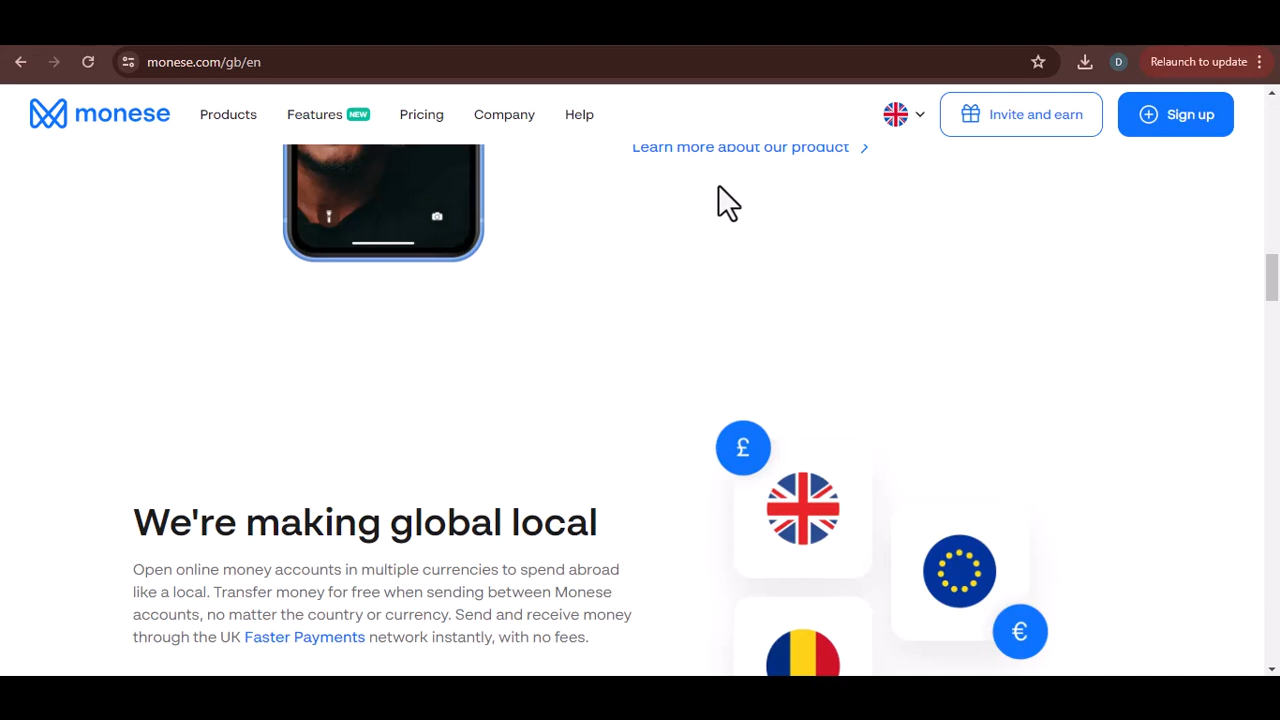 monese.com/gb/en
D
Relaunch to update
monese
Products
Features NEW
Pricing
Company
Help
Invite and earn
Sign up
Learn more about our product
£
We're making global local
Open online money accounts in multiple currencies to spend abroad
like a local. Transfer money for free when sending between Monese
accounts, no matter the country or currency. Send and receive money
through the UK Faster Payments network instantly, with no fees.
€